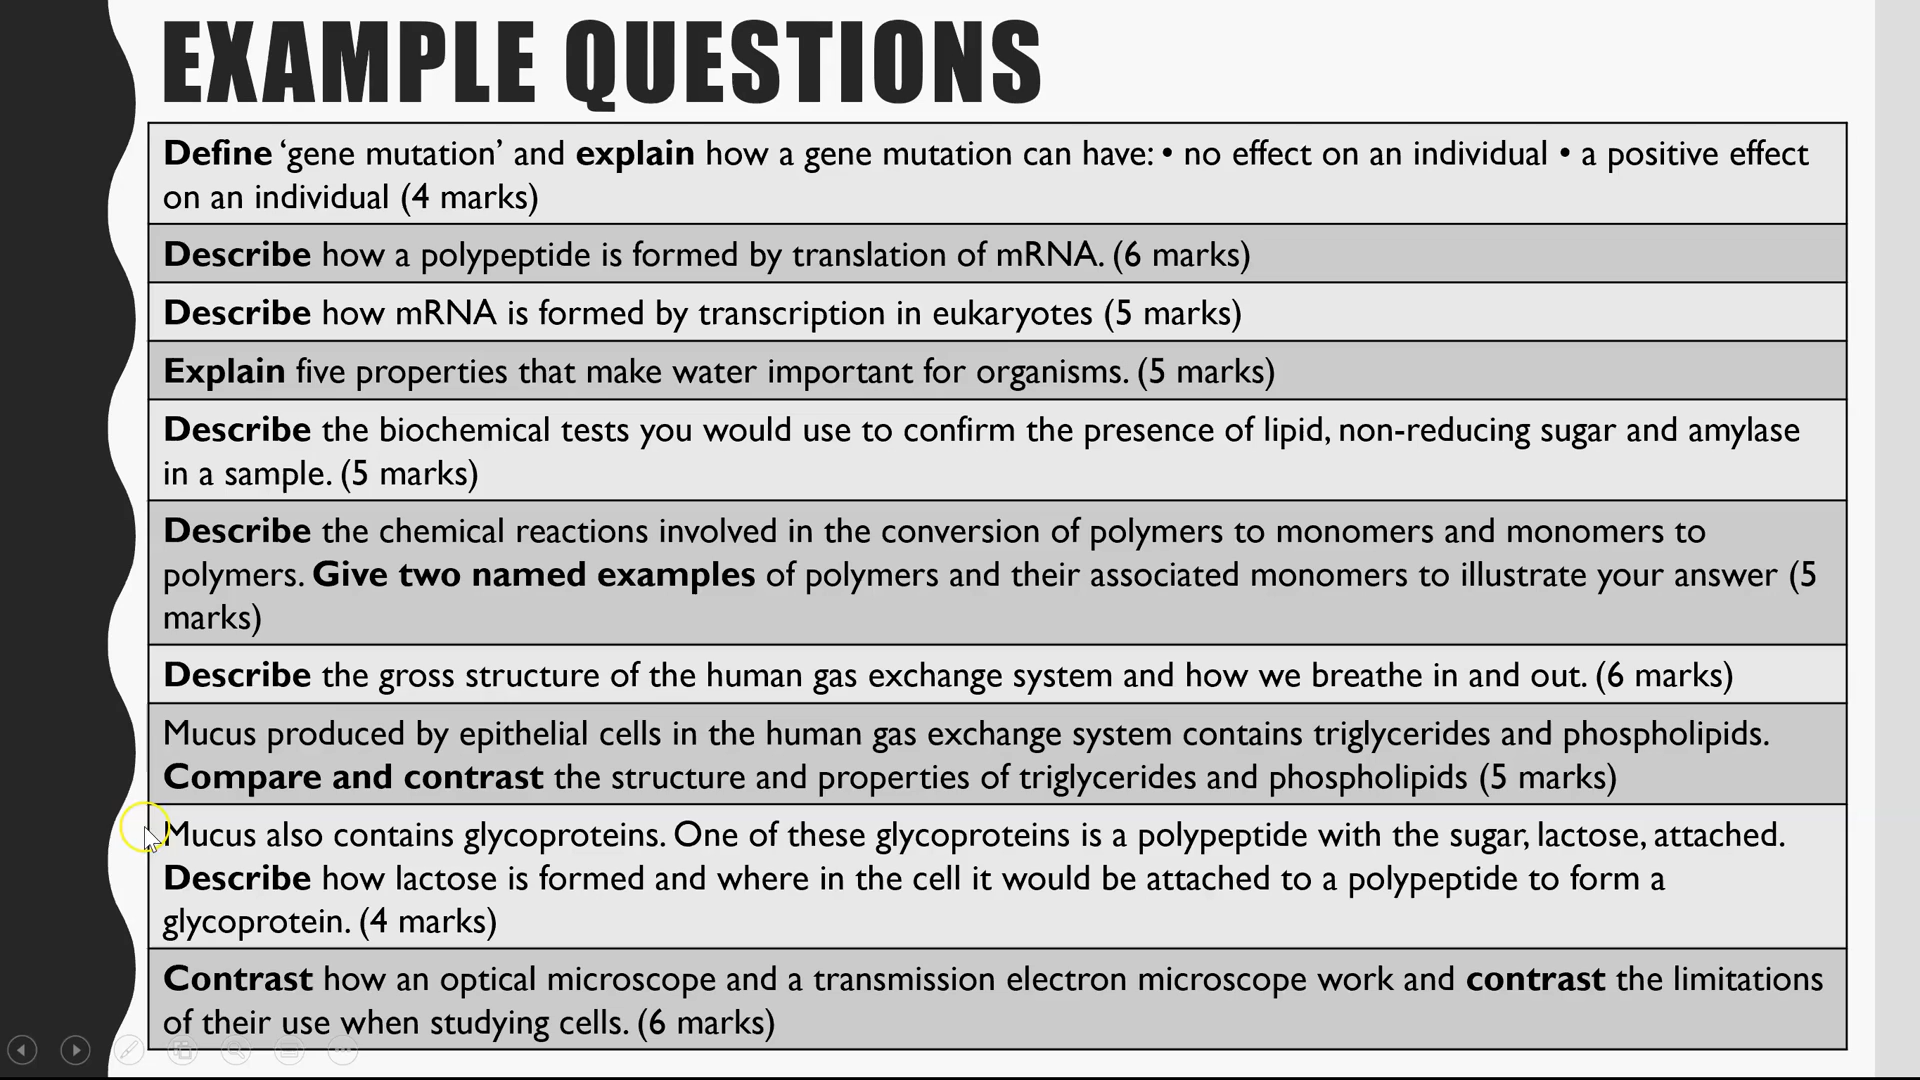 EXAMPLE QUESTIONS
Define ‘gene mutation’ and explain how a gene mutation can have: • no effect on an individual • a positive effect
on an individual (4 marks)
Describe how a polypeptide is formed by translation of mRNA. (6 marks)
Describe how mRNA is formed by transcription in eukaryotes (5 marks)
Explain five properties that make water important for organisms. (5 marks)
Describe the biochemical tests you would use to confirm the presence of lipid, non-reducing sugar and amylase
in a sample. (5 marks)
Describe the chemical reactions involved in the conversion of polymers to monomers and monomers to
polymers. Give two named examples of polymers and their associated monomers to illustrate your answer (5
marks)
Describe the gross structure of the human gas exchange system and how we breathe in and out. (6 marks)
Mucus produced by epithelial cells in the human gas exchange system contains triglycerides and phospholipids.
Compare and contrast the structure and properties of triglycerides and phospholipids (5 marks)
Mucus also contains glycoproteins. One of these glycoproteins is a polypeptide with the sugar, lactose, attached.
Describe how lactose is formed and where in the cell it would be attached to a polypeptide to form a
glycoprotein. (4 marks)
Contrast how an optical microscope and a transmission electron microscope work and contrast the limitations
of their use when studying cells. (6 marks)